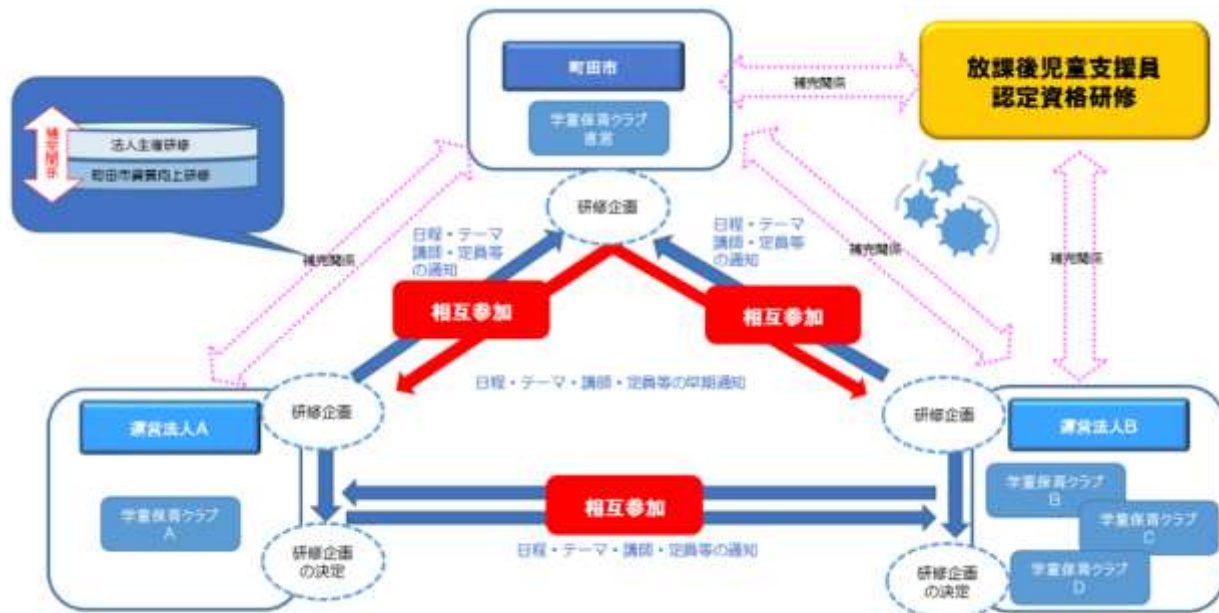 町田市
学童保育クラブ
直営
放課後児童支援員
認定資格研修
補完関係
補完関係
法人主催研修
町田市資質向上研修
研修企画
日程・テーマ
講師・定員等
の通知
日程・テーマ
講師・定員等
の通知
補完関係
補完関係
補完関係
相互参加
相互参加
日程・テーマ・講師・定員等の早期通知
研修企画
研修企画
運営法人A
運営法人B
学童保育クラブ
A
相互参加
学童保育クラブ
B
学童保育クラブ
C
学童保育クラブ
D
日程・テーマ・講師・定員等の通知
研修企画
の決定
研修企画
の決定